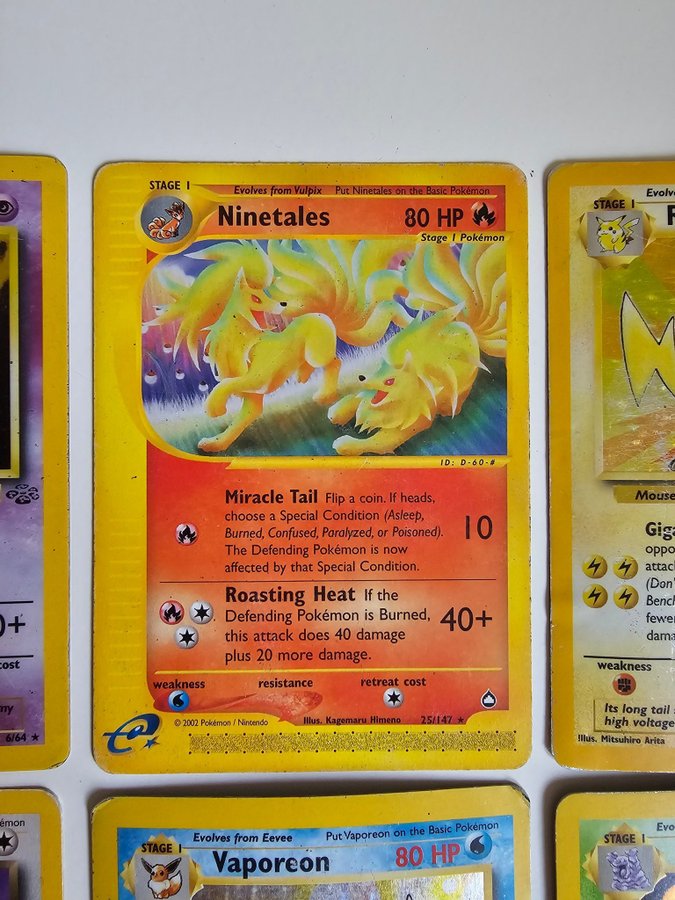 STAGE 1
Evolves from Vulpix Put Ninetales on the Basic Pokémon
Ninetales 80 HP
Stage 1 Pokémon
ID: D-60-#
Miracle Tail Flip a coin. If heads,
choose a Special Condition (Asleep,
Burned, Confused, Paralyzed, or Poisoned).
The Defending Pokémon is now
affected by that Special Condition.
10
Roasting Heat If the
Defending Pokémon is Burned,
this attack does 40 damage
plus 20 more damage.
40+
weakness resistance retreat cost
© 2002 Pokémon / Nintendo Illus. Kagemaru Himeno 25/147 ★
6/64 ★
STAGE 1
Mouse
weakness
Its long tail
high voltage
Illus. Mitsuhiro Arita
Evolves from Eevee Put Vaporeon on the Basic Pokémon
STAGE 1
Vaporeon 80 HP
STAGE 1